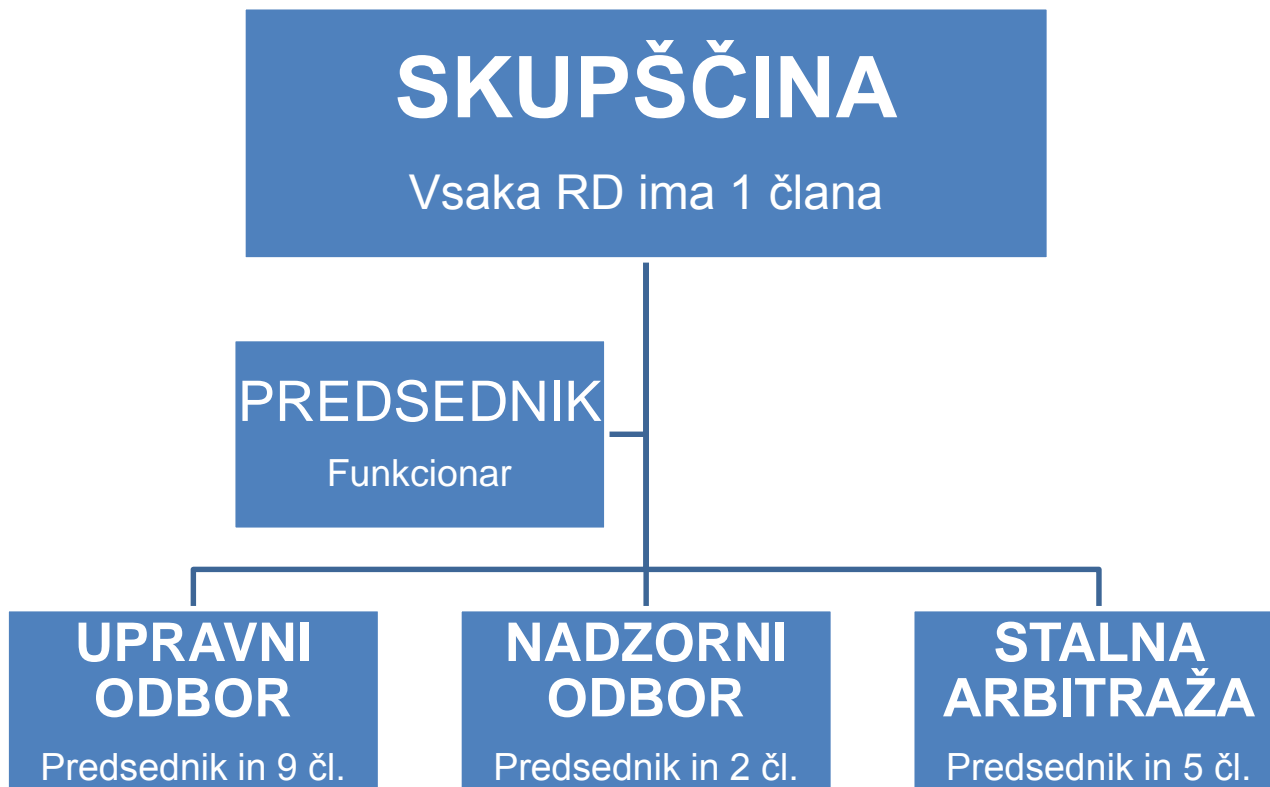 SKUPŠČINA
Vsaka RD ima 1 člana
PREDSEDNIK
Funkcionar
UPRAVNI
ODBOR
Predsednik in 9 čl.
NADZORNI
ODBOR
Predsednik in 2 čl.
STALNA
ARBITRAŽA
Predsednik in 5 čl.